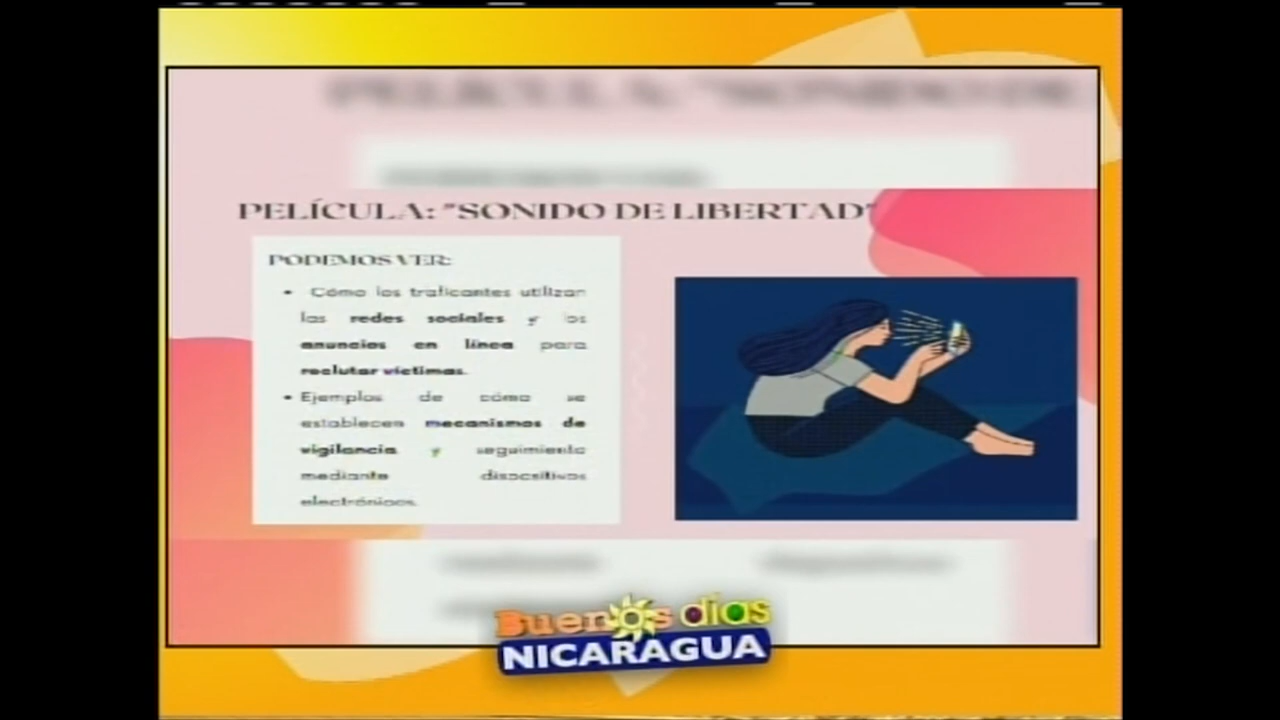 PELÍCULA: "SONIDO DE LIBERTAD"
PODEMOS VER:
• Cómo los traficantes utilizan
las redes sociales y los
anuncios en línea para
reclutar víctimas.
• Ejemplos de cómo se
establecen mecanismos de
vigilancia y seguimiento
mediante dispositivos
electrónicos.
Buenos días
NICARAGUA